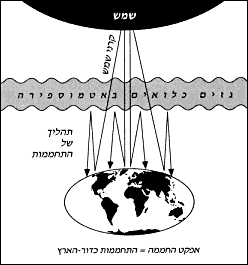 שמש
קרני שמש
גזים כלואים באטמוספירה
תהליך
של
התחממות
אפקט החממה = התחממות כדור-הארץ